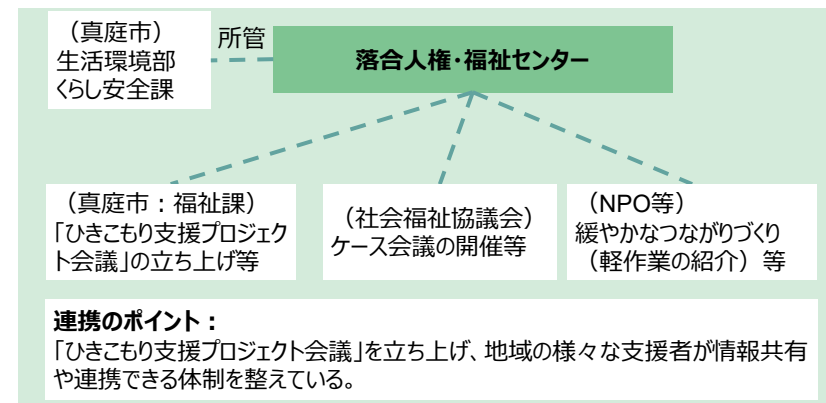 （真庭市）
生活環境部
くらし安全課
所管
落合人権・福祉センター
（真庭市：福祉課）
「ひきこもり支援プロジェク
ト会議」の立ち上げ等
（社会福祉協議会）
ケース会議の開催等
（NPO等）
緩やかなつながりづくり
（軽作業の紹介）等
連携のポイント：
「ひきこもり支援プロジェクト会議」を立ち上げ、地域の様々な支援者が情報共有
や連携できる体制を整えている。